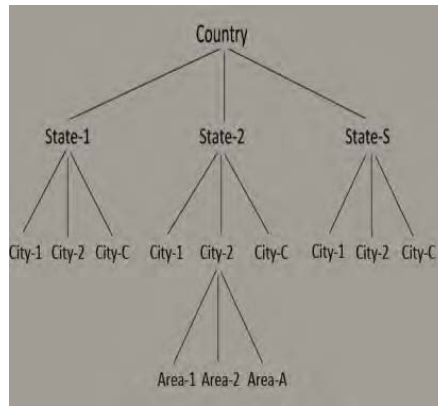 Country
State-1 State-2 State-S
City-1 City-2 City-C City-1 City-2 City-C City-1 City-2 City-C
Area-1 Area-2 Area-A